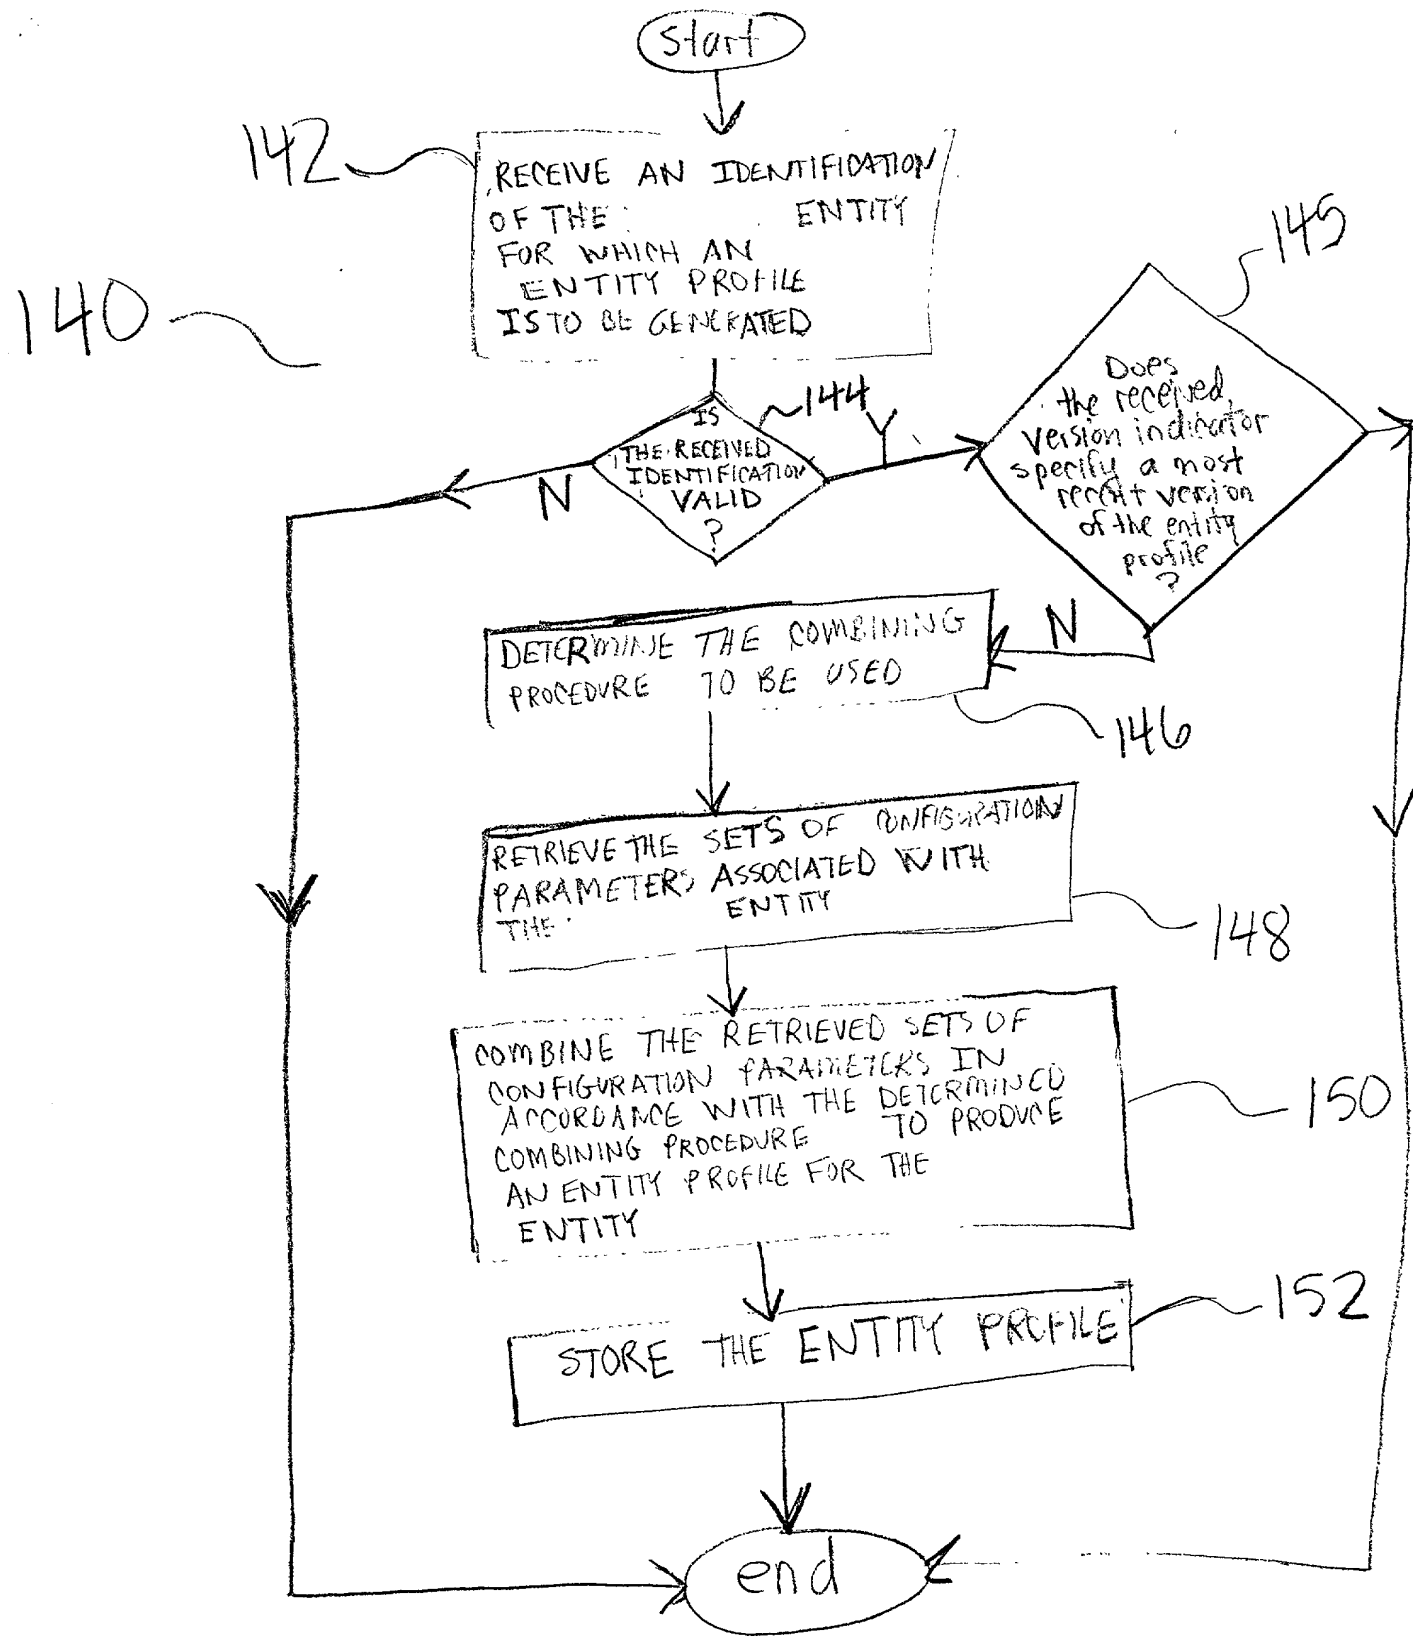 Start
142
RECEIVE AN IDENTIFICATION
OF THE ENTITY
FOR WHICH AN
ENTITY PROFILE
IS TO BE GENERATED
140
145
144
IS
THE RECEIVED
IDENTIFICATION
VALID
?
N
Y
Does
the received
version indicator
specify a most
recent version
of the entity
profile
?
N
DETERMINE THE COMBINING
PROCEDURE TO BE USED
146
RETRIEVE THE SETS OF CONFIGURATION
PARAMETERS ASSOCIATED WITH
THE ENTITY
148
COMBINE THE RETRIEVED SETS OF
CONFIGURATION PARAMETERS IN
ACCORDANCE WITH THE DETERMINED
COMBINING PROCEDURE TO PRODUCE
AN ENTITY PROFILE FOR THE
ENTITY
150
STORE THE ENTITY PROFILE
152
end